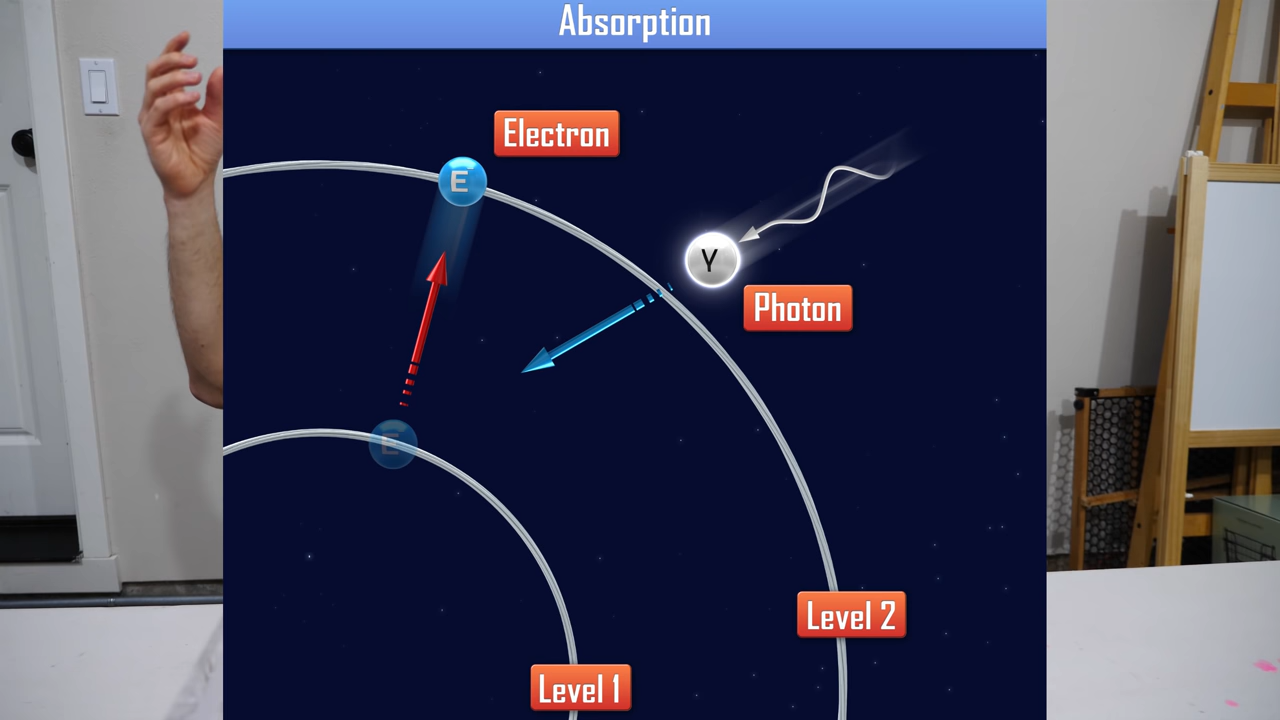 Absorption
Electron
E
Y
Photon
E
Level 2
Level 1